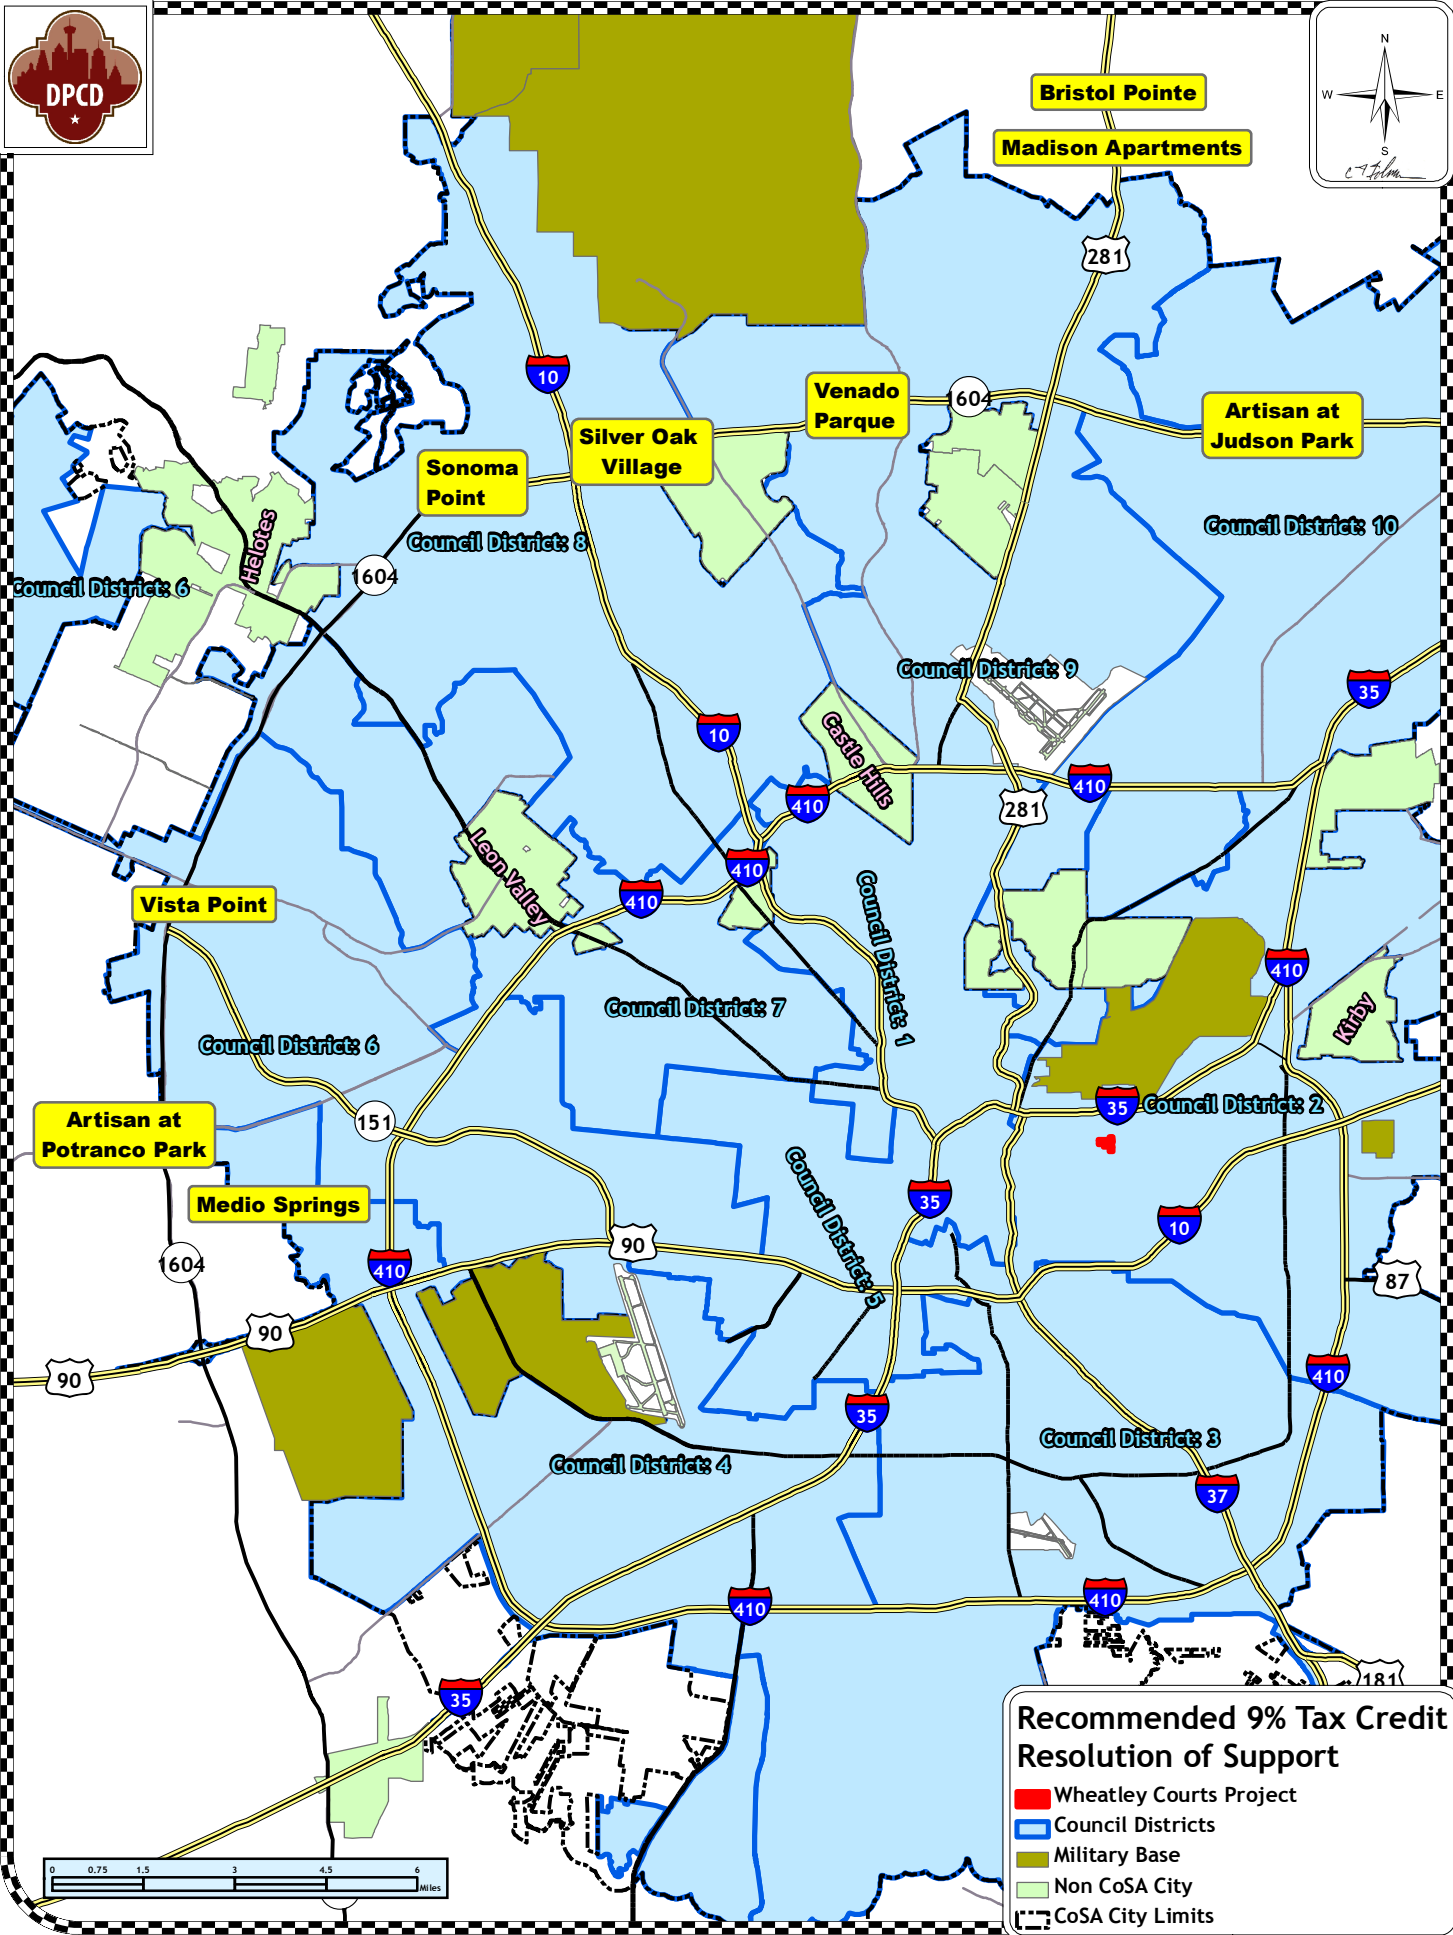 DPCD
N
W
E
S
Bristol Pointe
Madison Apartments
281
10
Venado
Parque
1604
Artisan at
Judson Park
Silver Oak
Village
Sonoma
Point
Council District: 8
Council District: 10
Helotes
1604
Council District: 6
Council District: 9
35
10
Castle Hills
410
410
281
Leon Valley
410
410
Vista Point
Council District: 1
410
Council District: 7
Kirby
Council District: 6
35
Council District: 2
151
Artisan at
Potranco Park
Medio Springs
Council District: 5
35
10
90
1604
410
87
90
90
410
35
Council District: 3
Council District: 4
37
410
410
181
35
Recommended 9% Tax Credit
Resolution of Support
Wheatley Courts Project
Council Districts
Military Base
Non CoSA City
CoSA City Limits
0 0.75 1.5 3 4.5 6
Miles